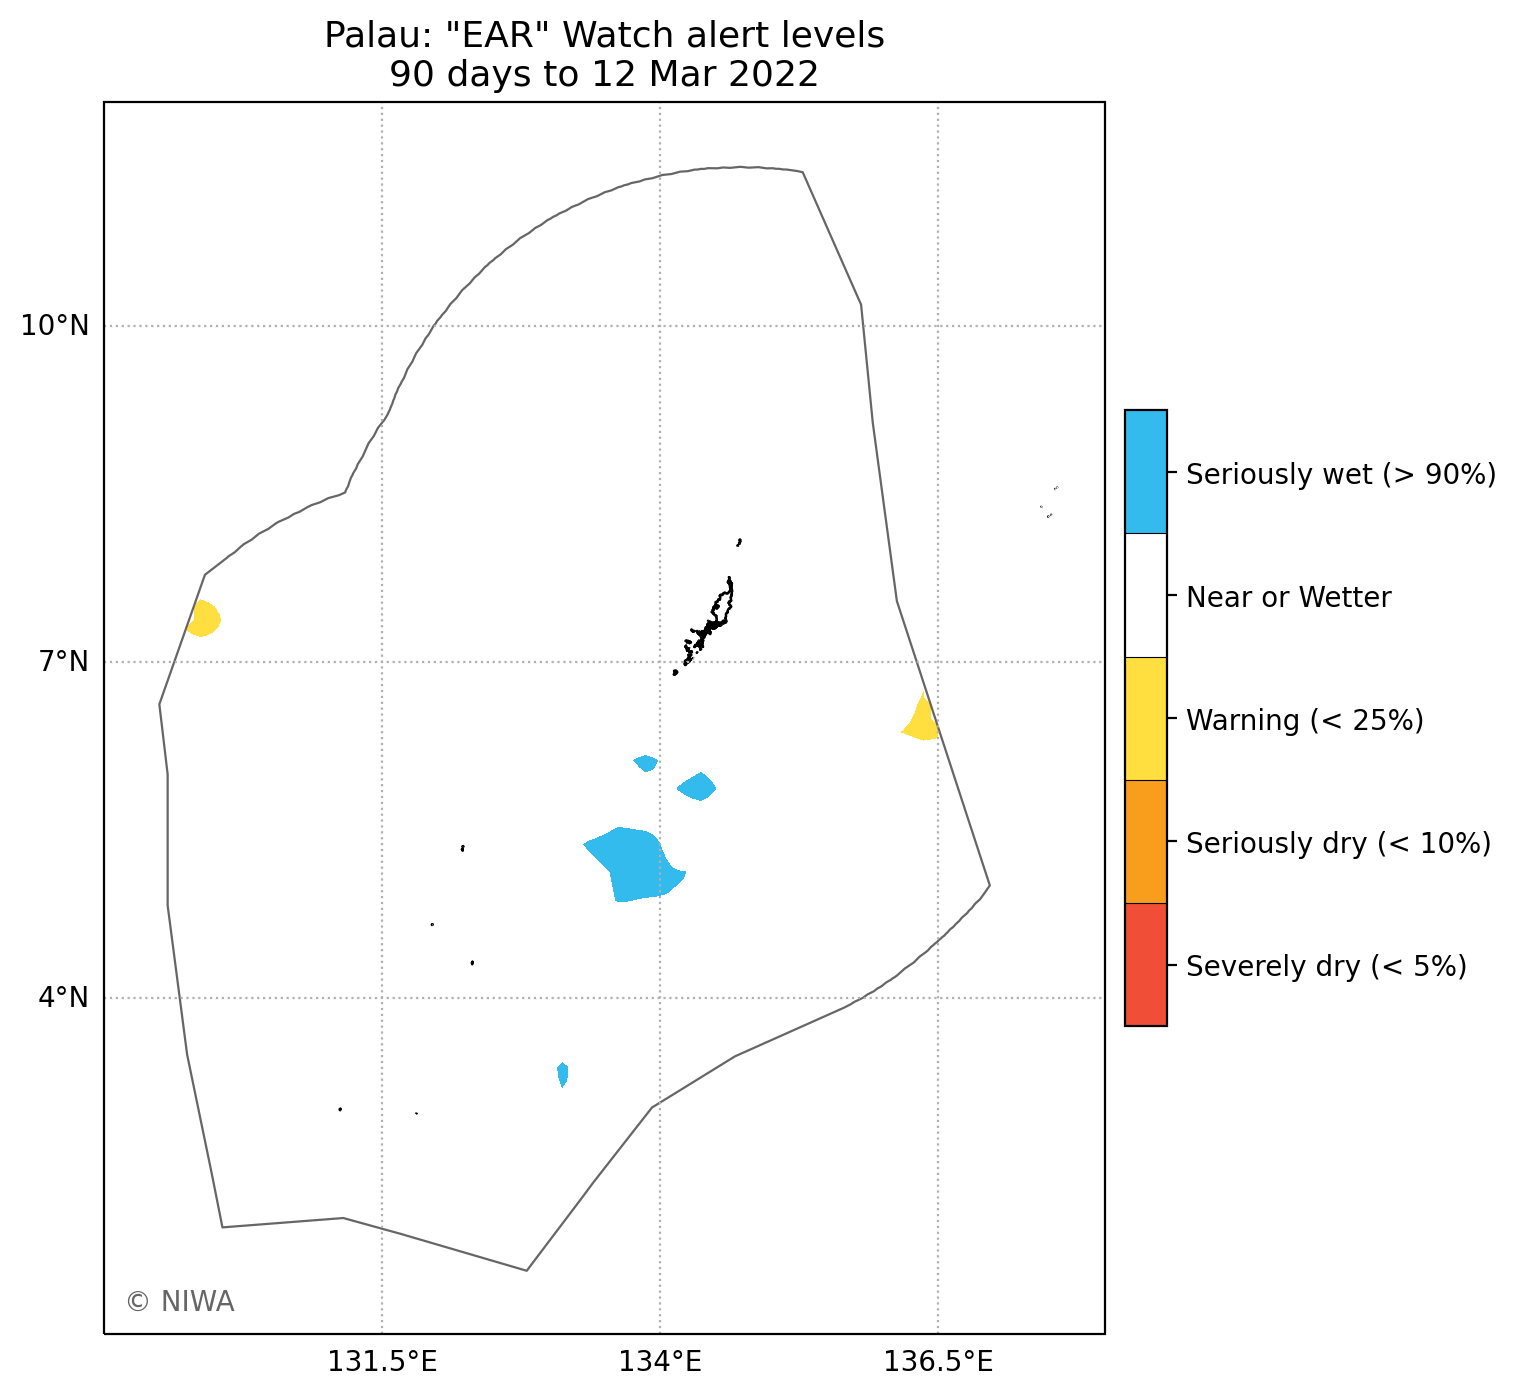 Palau: "EAR" Watch alert levels
90 days to 12 Mar 2022
10°N
7°N
4°N
131.5°E
134°E
136.5°E
Seriously wet (> 90%)
Near or Wetter
Warning (< 25%)
Seriously dry (< 10%)
Severely dry (< 5%)
© NIWA